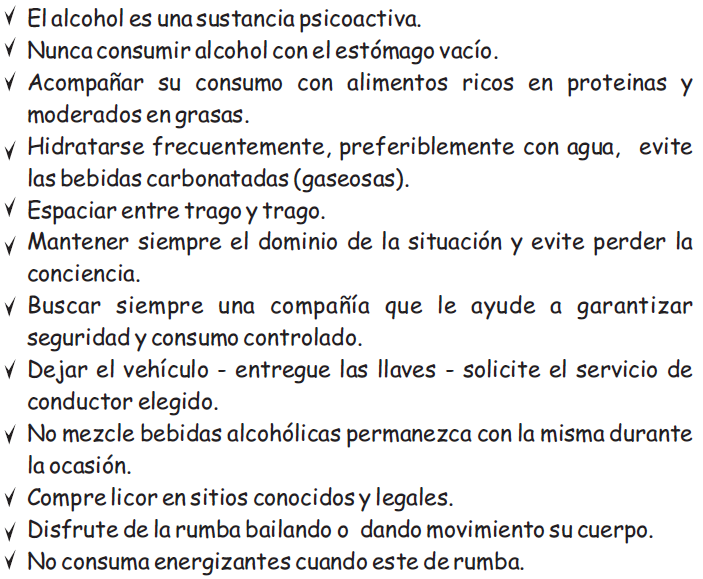 ✓ El alcohol es una sustancia psicoactiva.
✓ Nunca consumir alcohol con el estómago vacío.
✓ Acompañar su consumo con alimentos ricos en proteinas y
moderados en grasas.
✓ Hidratarse frecuentemente, preferiblemente con agua, evite
las bebidas carbonatadas (gaseosas).
✓ Espaciar entre trago y trago.
✓ Mantener siempre el dominio de la situación y evite perder la
conciencia.
✓ Buscar siempre una compañía que le ayude a garantizar
seguridad y consumo controlado.
✓ Dejar el vehículo - entregue las llaves - solicite el servicio de
conductor elegido.
✓ No mezcle bebidas alcohólicas permanezca con la misma durante
la ocasión.
✓ Compre licor en sitios conocidos y legales.
✓ Disfrute de la rumba bailando o dando movimiento su cuerpo.
✓ No consuma energizantes cuando este de rumba.